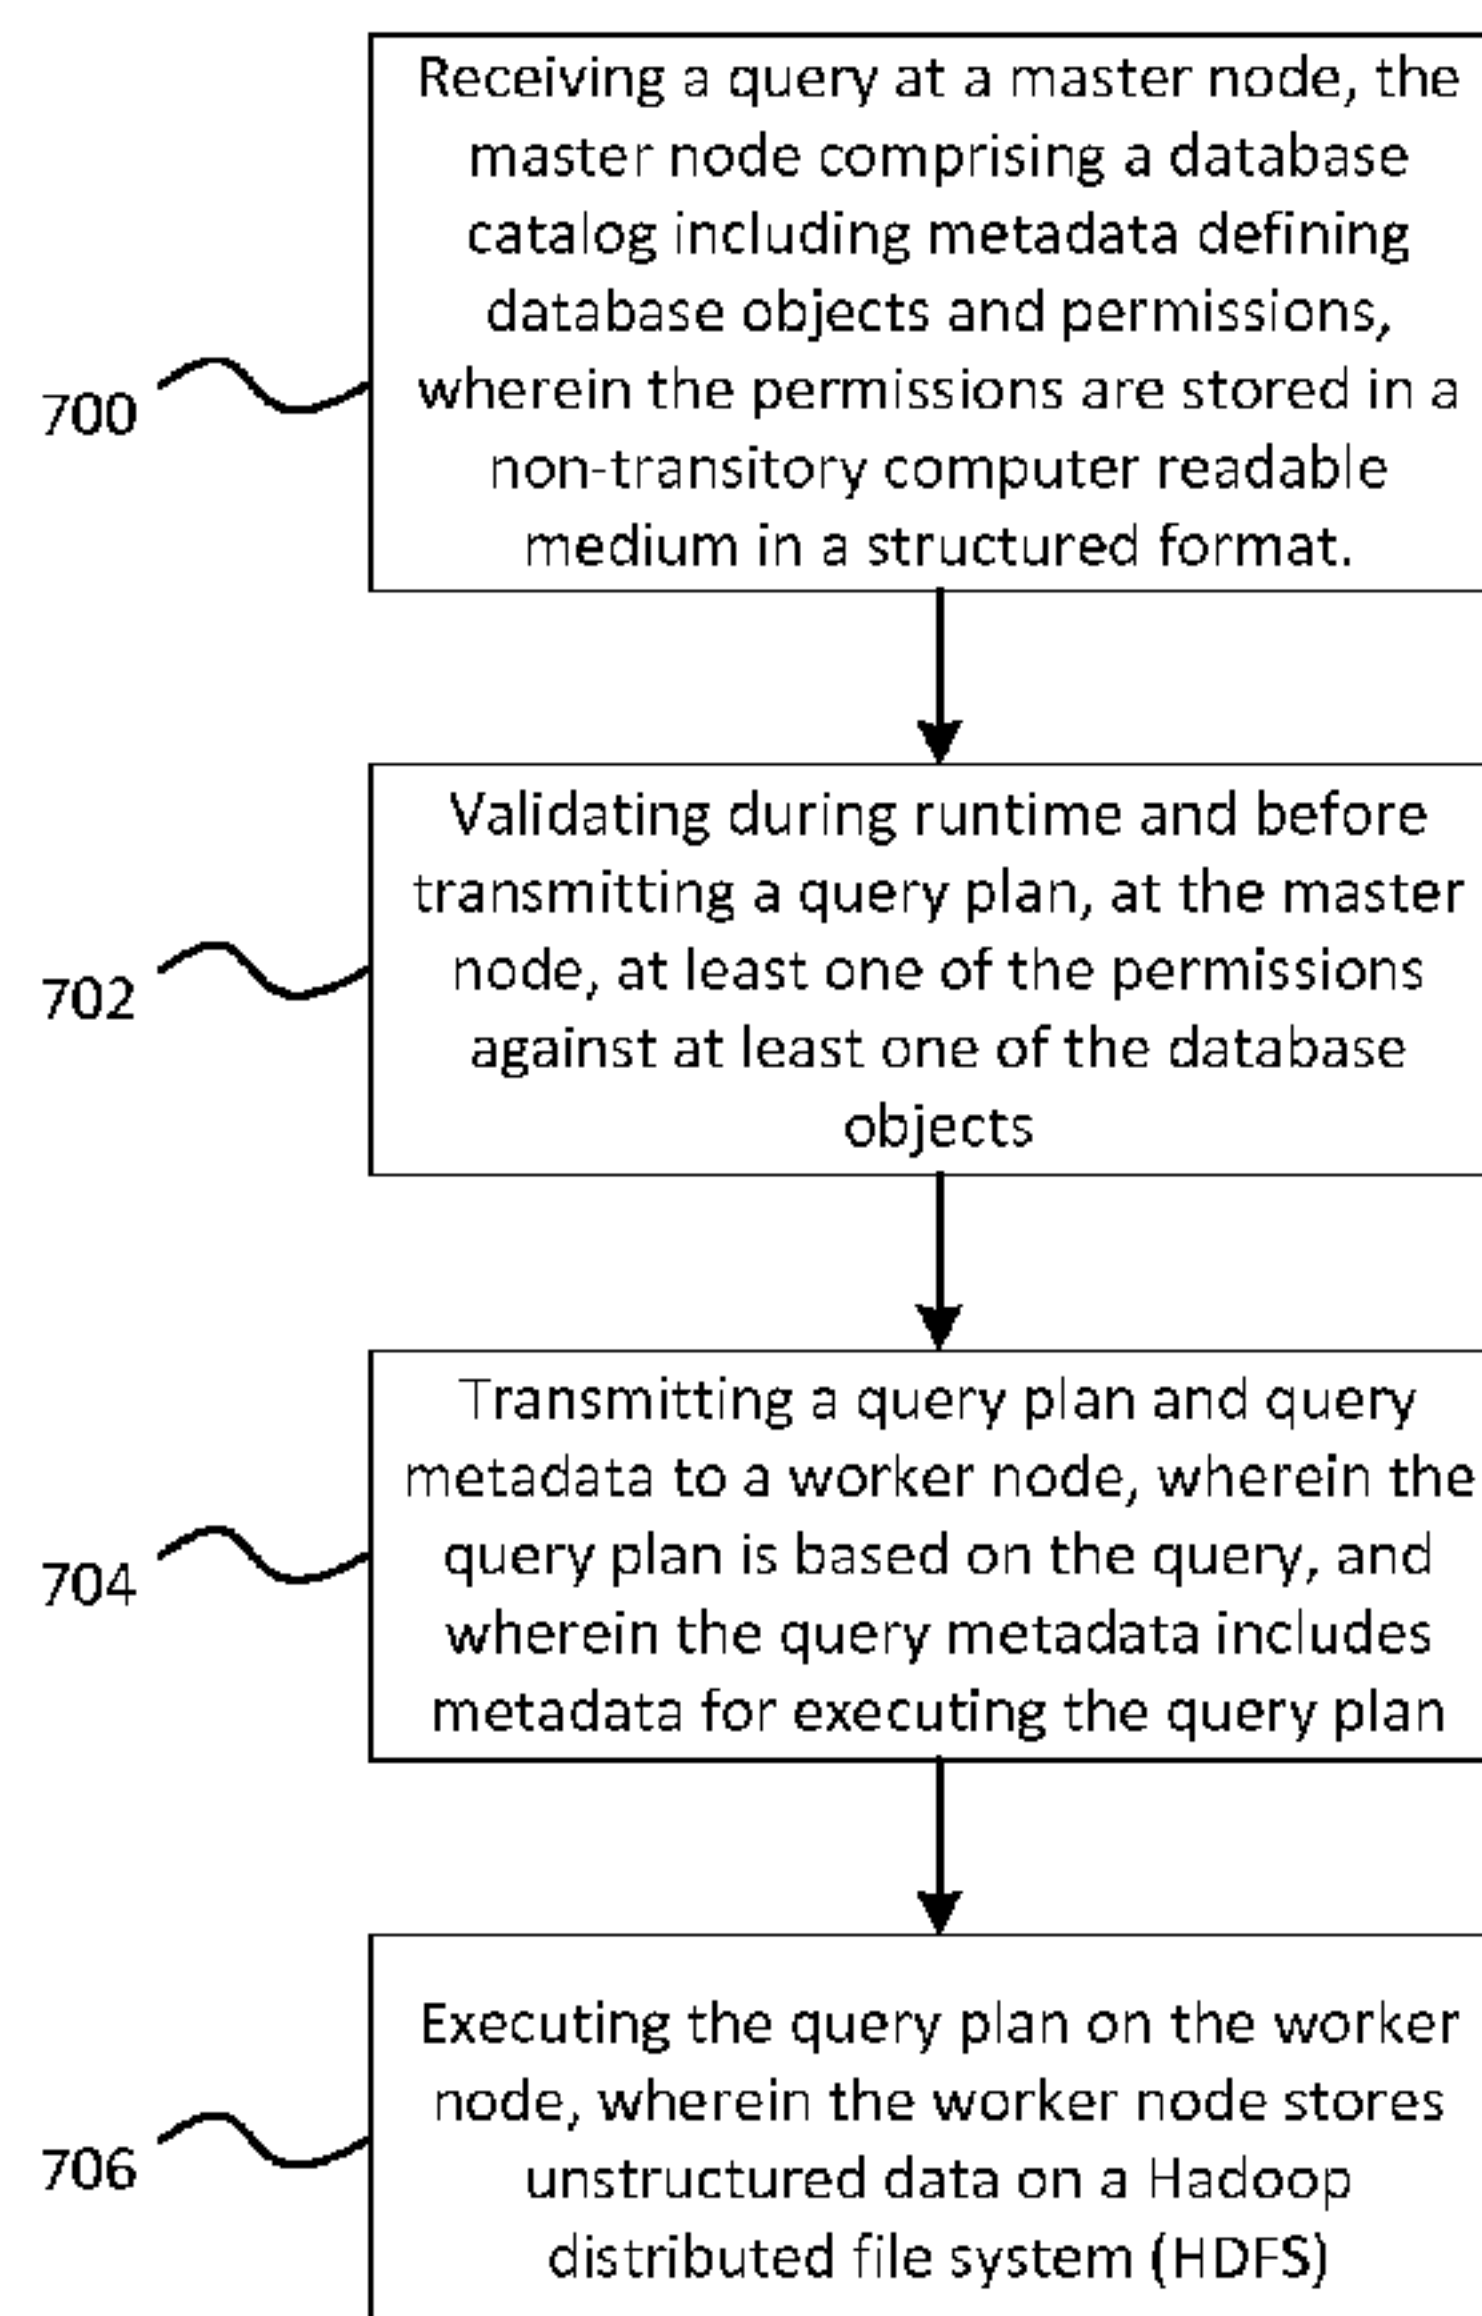 Receiving a query at a master node, the
master node comprising a database
catalog including metadata defining
database objects and permissions,
wherein the permissions are stored in a
non-transitory computer readable
medium in a structured format.
700
Validating during runtime and before
transmitting a query plan, at the master
node, at least one of the permissions
against at least one of the database
objects
702
Transmitting a query plan and query
metadata to a worker node, wherein the
query plan is based on the query, and
wherein the query metadata includes
metadata for executing the query plan
704
Executing the query plan on the worker
node, wherein the worker node stores
unstructured data on a Hadoop
distributed file system (HDFS)
706